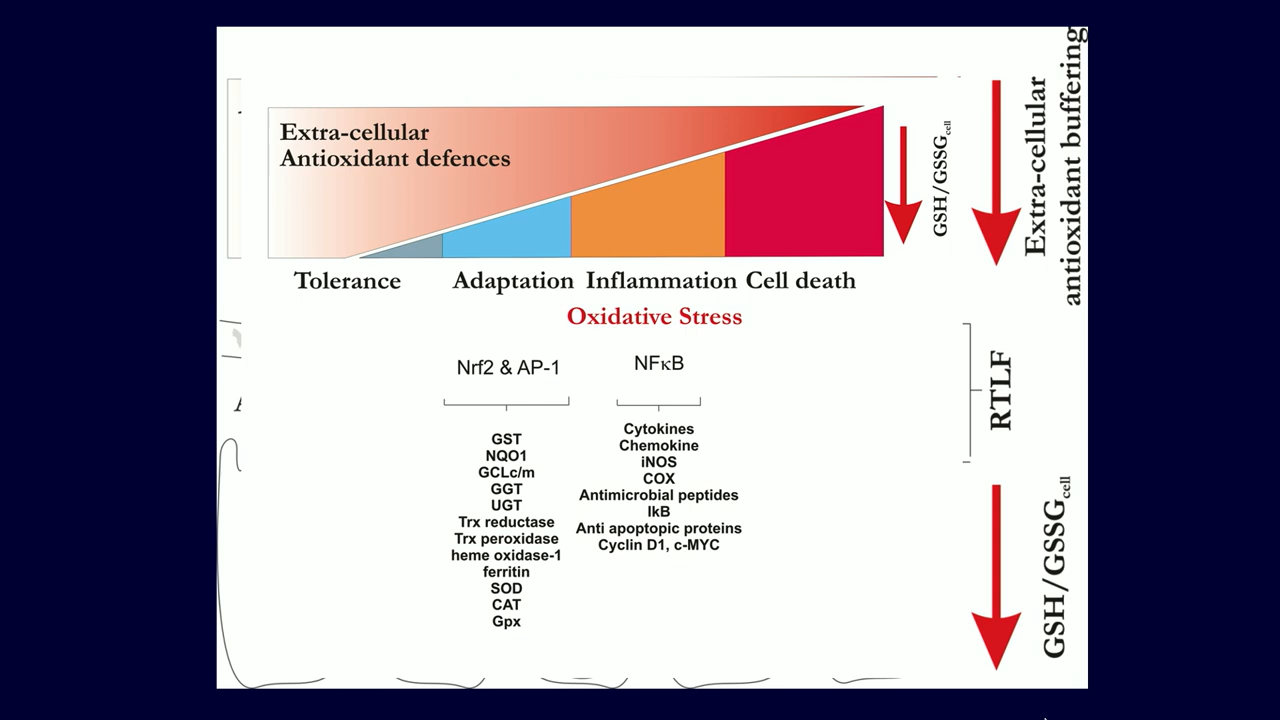 Extra-cellular
Antioxidant defences
GSH/GSSGcell
Extra-cellular
antioxidant buffering
Tolerance
Adaptation
Inflammation
Cell death
Oxidative Stress
Nrf2 & AP-1
GST
NQO1
GCLc/m
GGT
UGT
Trx reductase
Trx peroxidase
heme oxidase-1
ferritin
SOD
CAT
Gpx
NFκB
Cytokines
Chemokine
iNOS
COX
Antimicrobial peptides
IkB
Anti apoptopic proteins
Cyclin D1, c-MYC
RTLF
GSH/GSSGcell